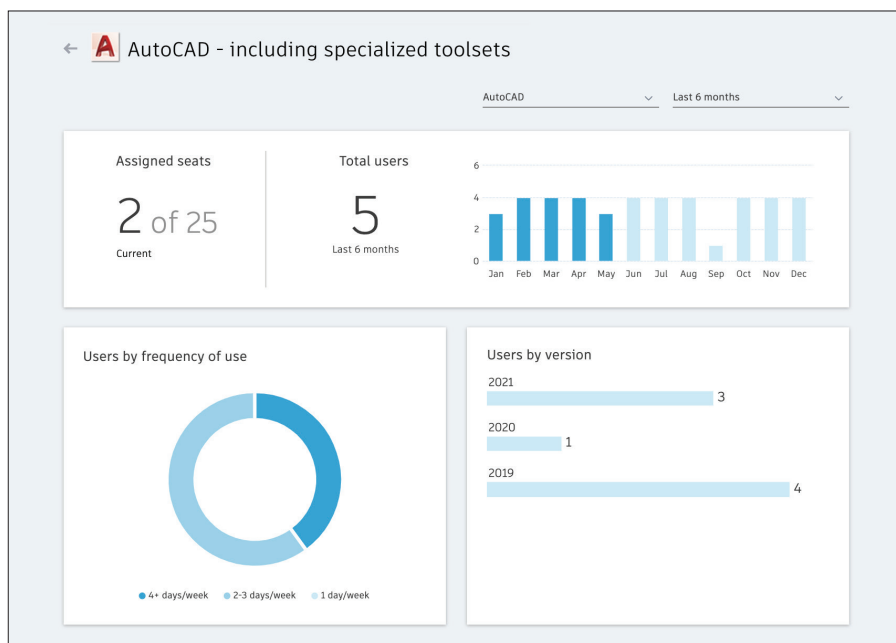 AutoCAD - including specialized toolsets
AutoCAD
Last 6 months
Assigned seats
2 of 25
Current
Total users
5
Last 6 months
6
4
2
0
Jan Feb Mar Apr May Jun Jul Aug Sep Oct Nov Dec
Users by frequency of use
4+ days/week 2-3 days/week 1 day/week
Users by version
2021
3
2020
1
2019
4